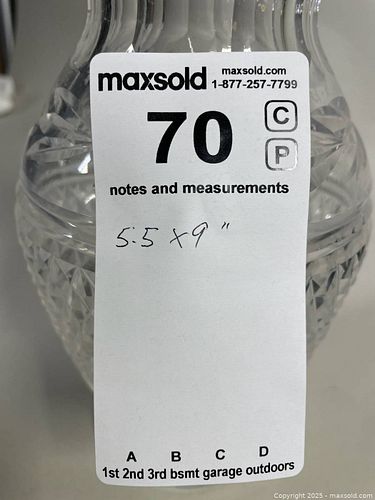 maxsold maxsold.com
1-877-257-7799
70 C
P
notes and measurements
5.5 x 9 "
A B C D
1st 2nd 3rd bsmt garage outdoors
Copyright 2025 - maxsold.com